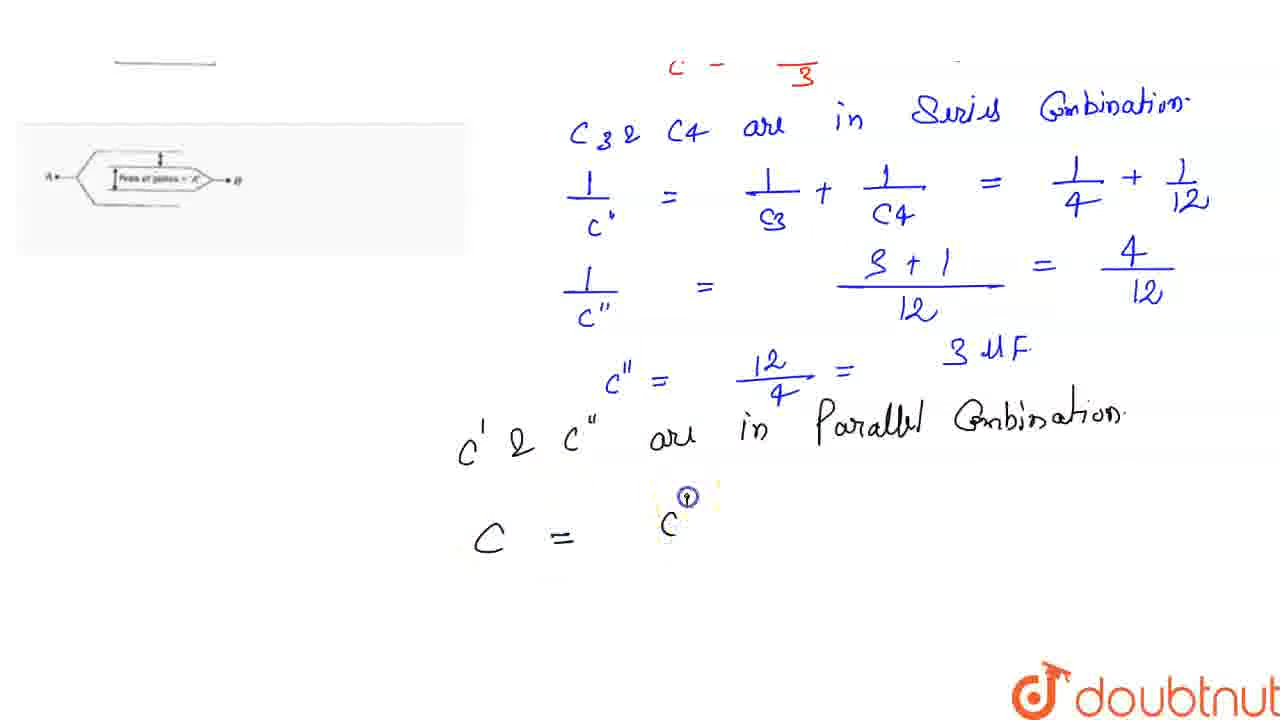 3
C3 & C4 are in Series Combination.
1/C" = 1/C3 + 1/C4 = 1/4 + 1/12
1/C" = 3+1/12 = 4/12
C" = 12/4 = 3 μF
C' & C" are in Parallel Combination.
C = C'
A
Area of plates = 'A'
B
doubtnut